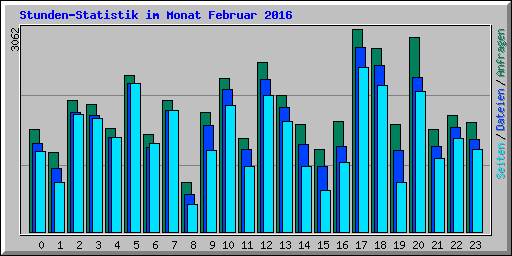 Stunden-Statistik im Monat Februar 2016
3062
Seiten / Dateien / Anfragen
0 1 2 3 4 5 6 7 8 9 10 11 12 13 14 15 16 17 18 19 20 21 22 23